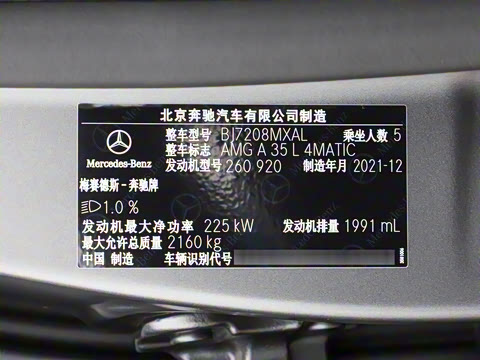 北京奔驰汽车有限公司制造
整车型号 BJ7208MXAL 乘坐人数 5
整车标志 AMG A 35 L 4MATIC
Mercedes-Benz 发动机型号 260 920 制造年月 2021-12
梅赛德斯-奔驰牌
1.0 %
发动机最大净功率 225 kW 发动机排量 1991 mL
最大允许总质量 2160 kg
中国 制造 车辆识别代号